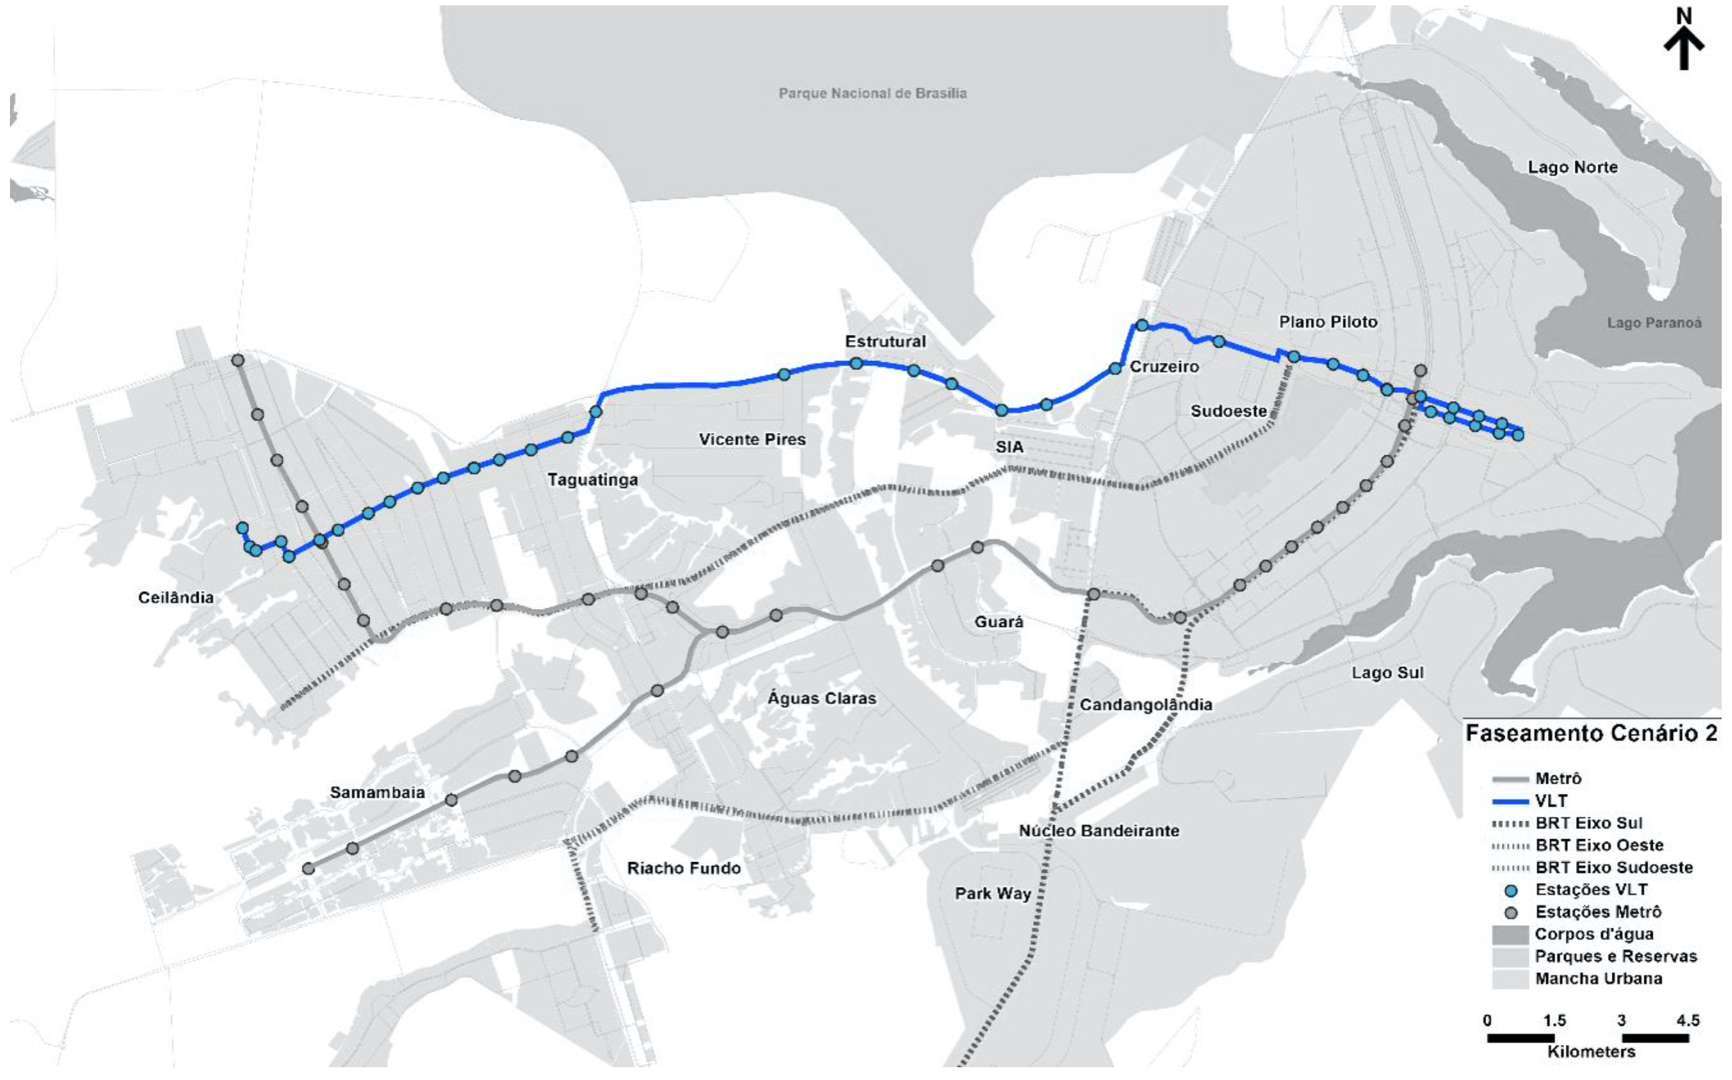 N
Parque Nacional de Brasília
Lago Norte
Plano Piloto
Lago Paranoá
Estrutural
Cruzeiro
Sudoeste
Vicente Pires
SIA
Taguatinga
Ceilândia
Guará
Lago Sul
Águas Claras
Candangolândia
Samambaia
Núcleo Bandeirante
Riacho Fundo
Park Way
Faseamento Cenário 2
Metrô
VLT
BRT Eixo Sul
BRT Eixo Oeste
BRT Eixo Sudoeste
Estações VLT
Estações Metrô
Corpos d'água
Parques e Reservas
Mancha Urbana
0 1.5 3 4.5
Kilometers